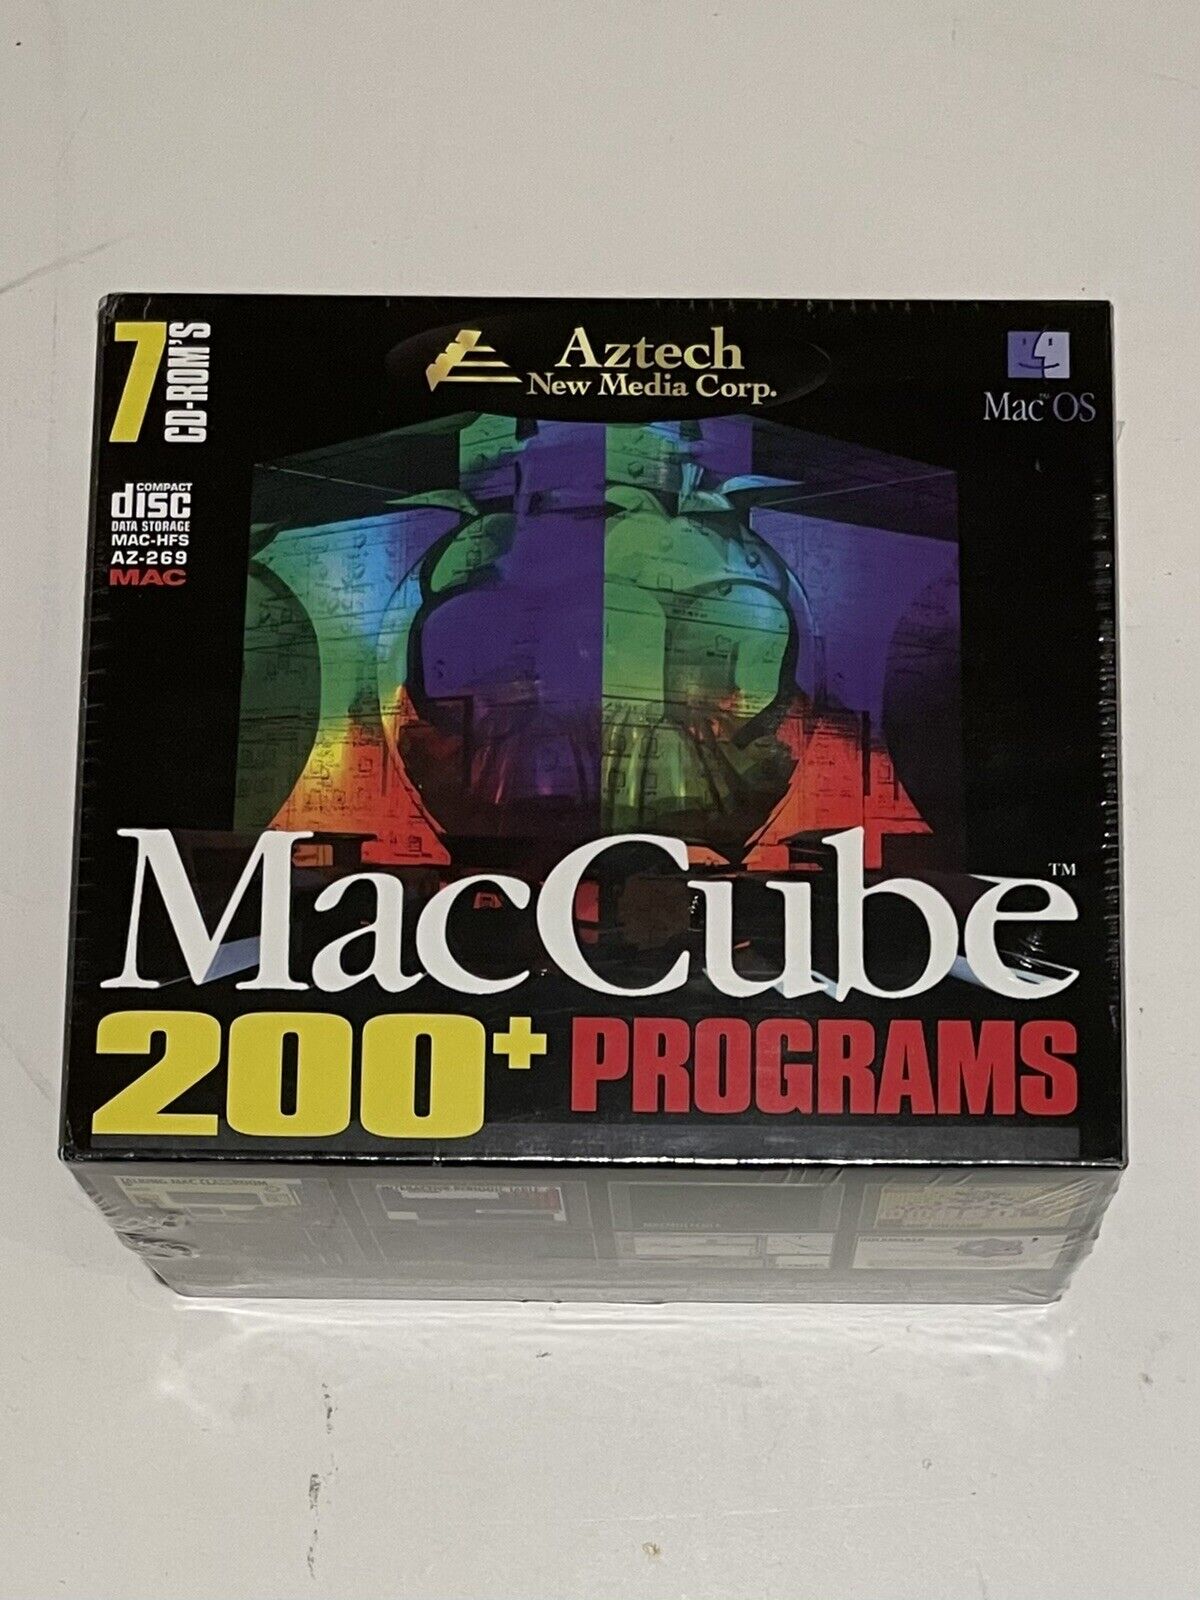 7
CD-ROM'S
Aztech
New Media Corp.
Mac™ OS
COMPACT
disc
DATA STORAGE
MAC-HFS
AZ-269
MAC
MacCube™
200+ PROGRAMS